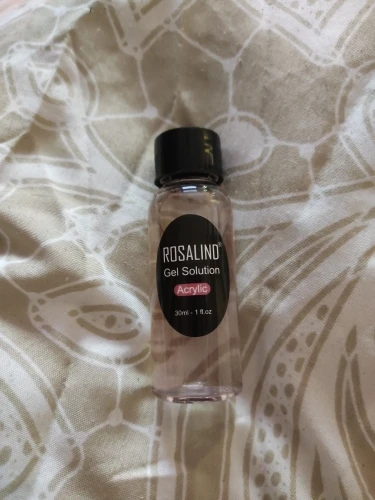 ROSALIND®
Gel Solution
Acrylic
30ml - 1 fl.oz